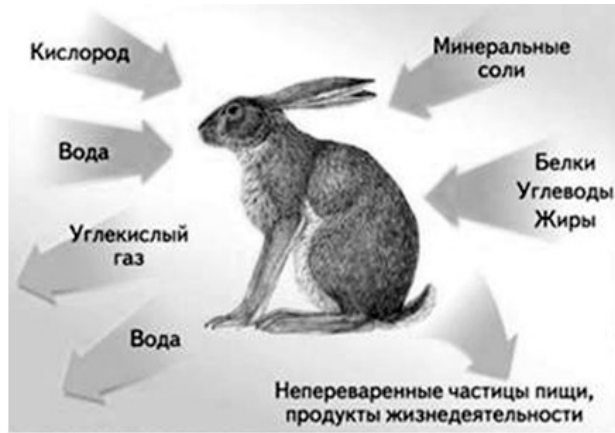 Кислород
Минеральные
соли
Вода
Белки
Углеводы
Жиры
Углекислый
газ
Вода
Непереваренные частицы пищи,
продукты жизнедеятельности